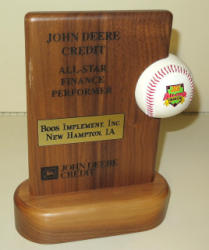 JOHN DEERE
CREDIT
ALL-STAR
FINANCE
PERFORMER
BOOS IMPLEMENT, INC.
NEW HAMPTON, IA
JOHN DEERE
CREDIT